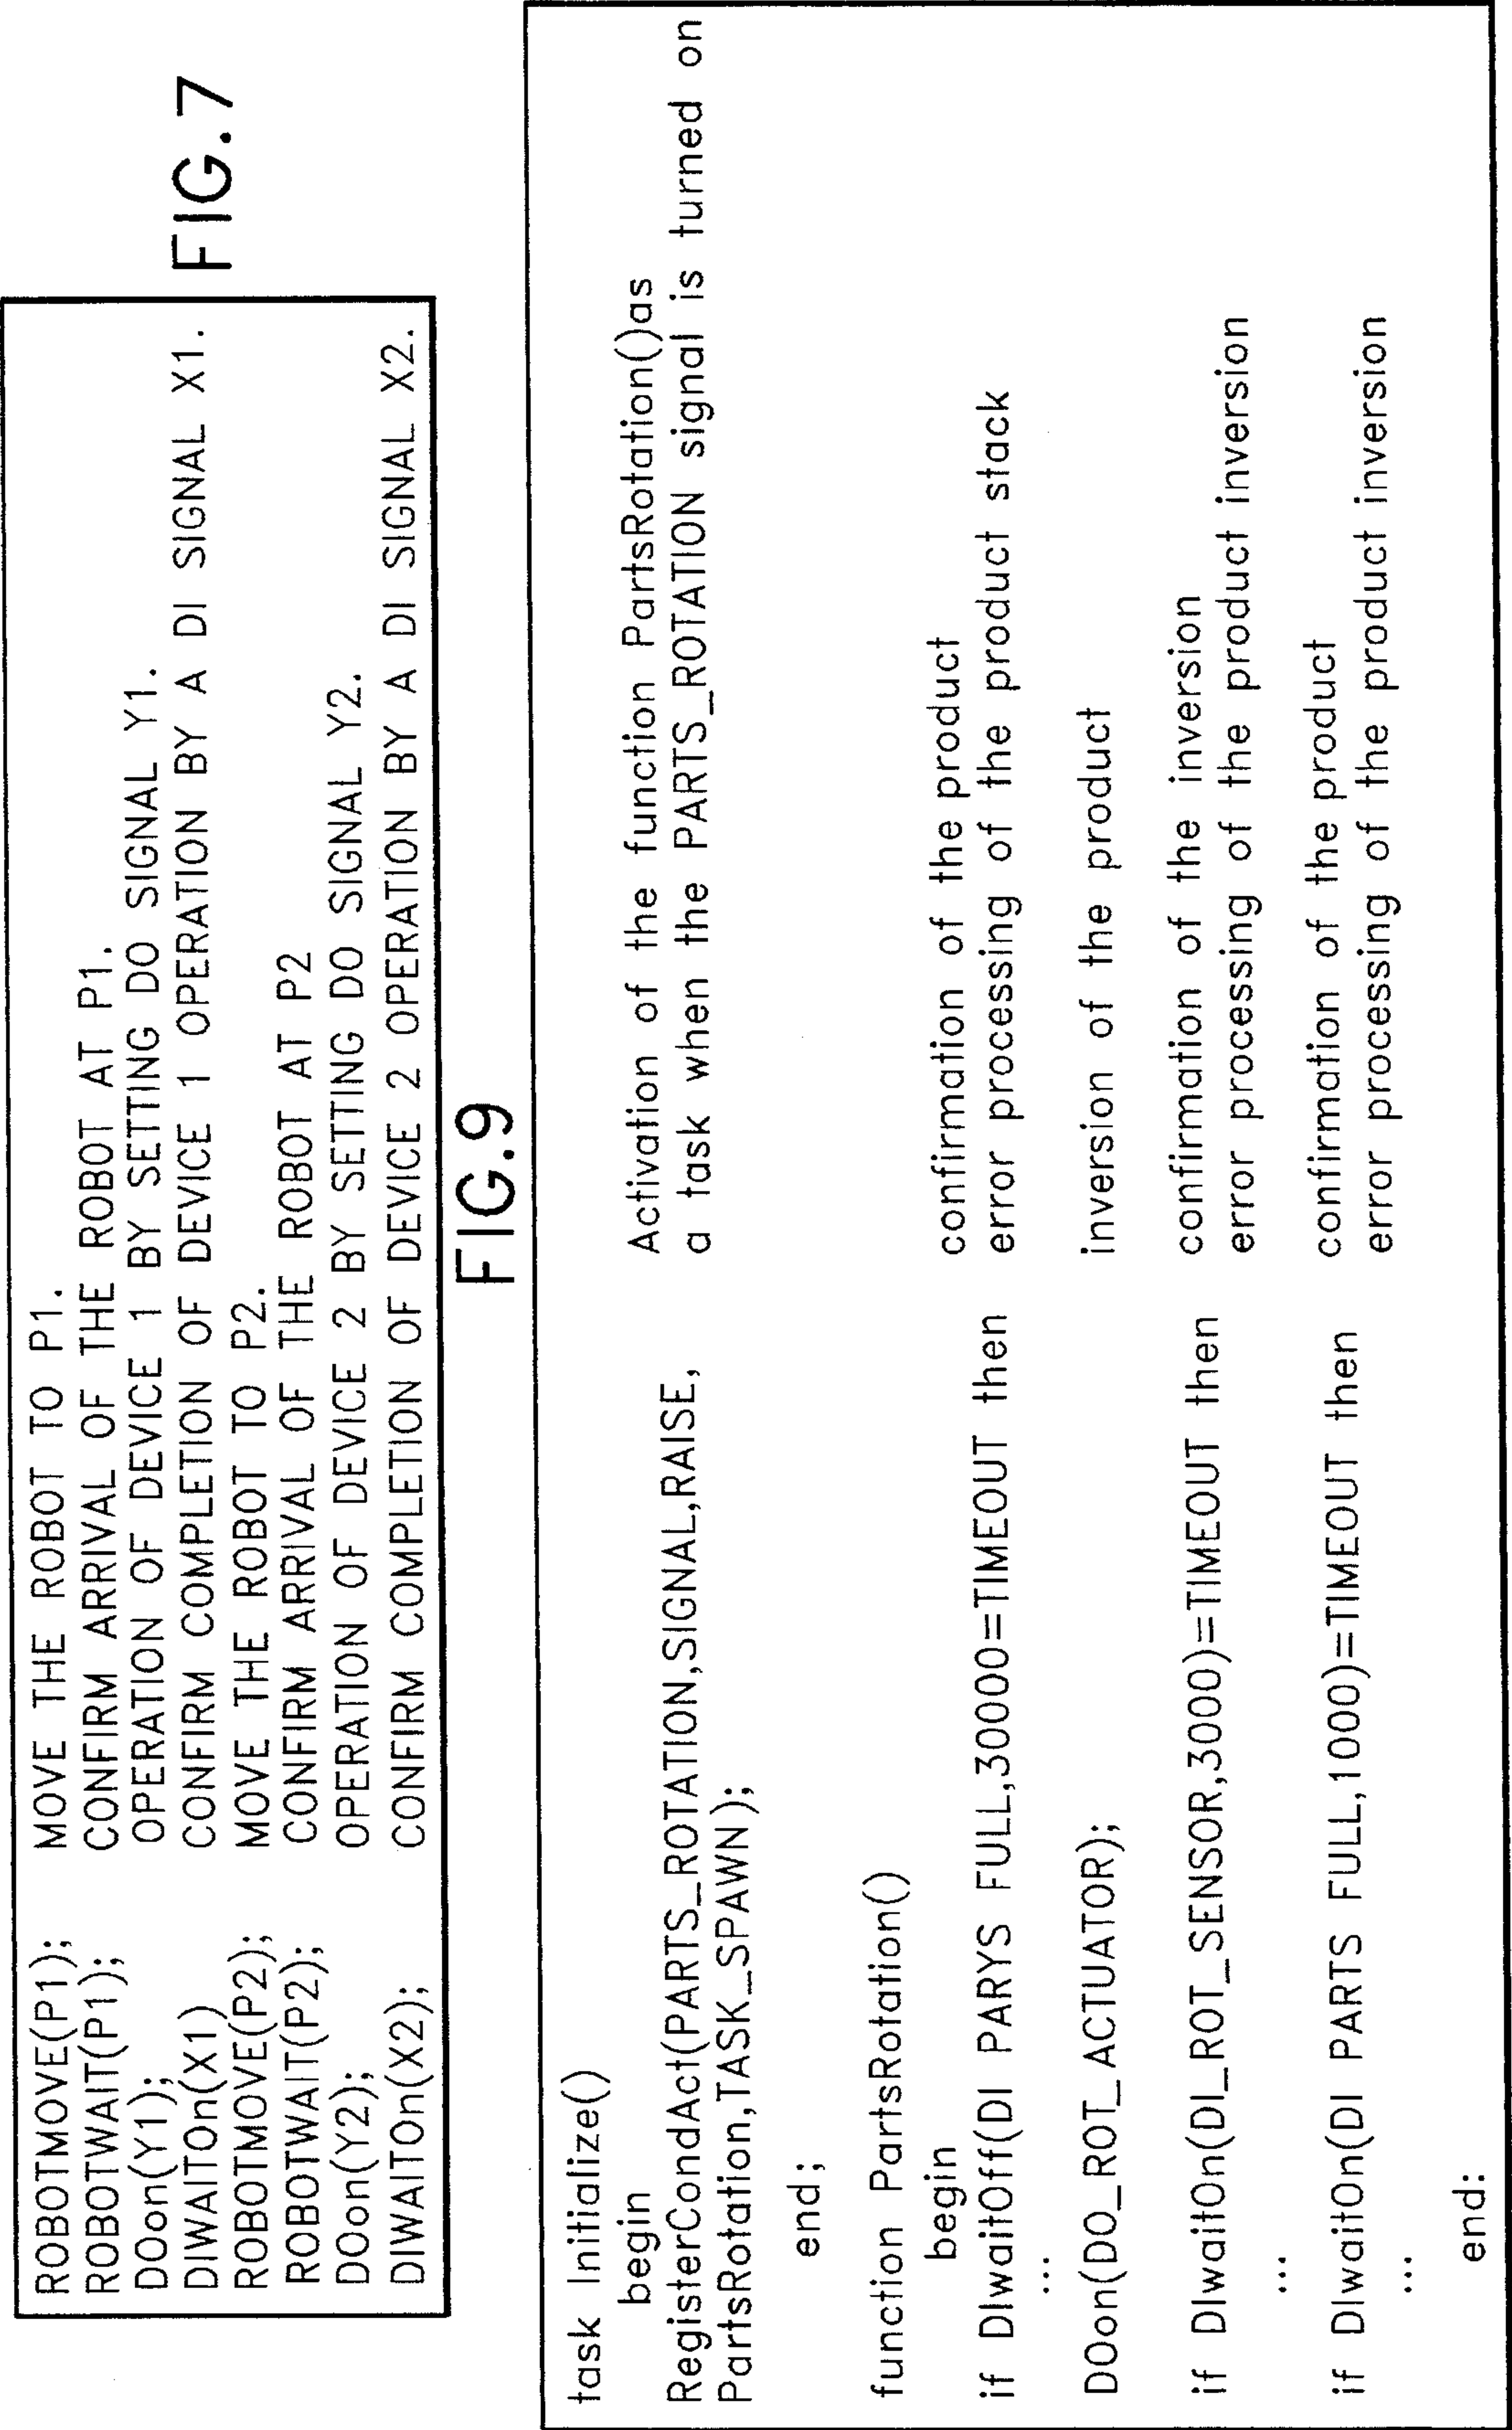 FIG.7
ROBOTMOVE(P1); MOVE THE ROBOT TO P1.
ROBOTWAIT(P1); CONFIRM ARRIVAL OF THE ROBOT AT P1.
DOon(Y1); OPERATION OF DEVICE 1 BY SETTING DO SIGNAL Y1.
DIWAITOn(X1) CONFIRM COMPLETION OF DEVICE 1 OPERATION BY A DI SIGNAL X1.
ROBOTMOVE(P2); MOVE THE ROBOT TO P2.
ROBOTWAIT(P2); CONFIRM ARRIVAL OF THE ROBOT AT P2
DOon(Y2); OPERATION OF DEVICE 2 BY SETTING DO SIGNAL Y2.
DIWAITOn(X2); CONFIRM COMPLETION OF DEVICE 2 OPERATION BY A DI SIGNAL X2.
FIG.9
task Initialize()
begin Activation of the function PartsRotation()as
RegisterCondAct(PARTS_ROTATION,SIGNAL,RAISE, a task when the PARTS_ROTATION signal is turned on
PartsRotation,TASK_SPAWN);
end;
function PartsRotation()
begin confirmation of the product
if DIwaitOff(DI PARYS FULL,3000=TIMEOUT then error processing of the product stack
...
DOon(DO_ROT_ACTUATOR); inversion of the product
confirmation of the inversion
if DIwaitOn(DI_ROT_SENSOR,3000)=TIMEOUT then error processing of the product inversion
...
confirmation of the product
if DIwaitOn(DI PARTS FULL,1000)=TIMEOUT then error processing of the product inversion
...
end: